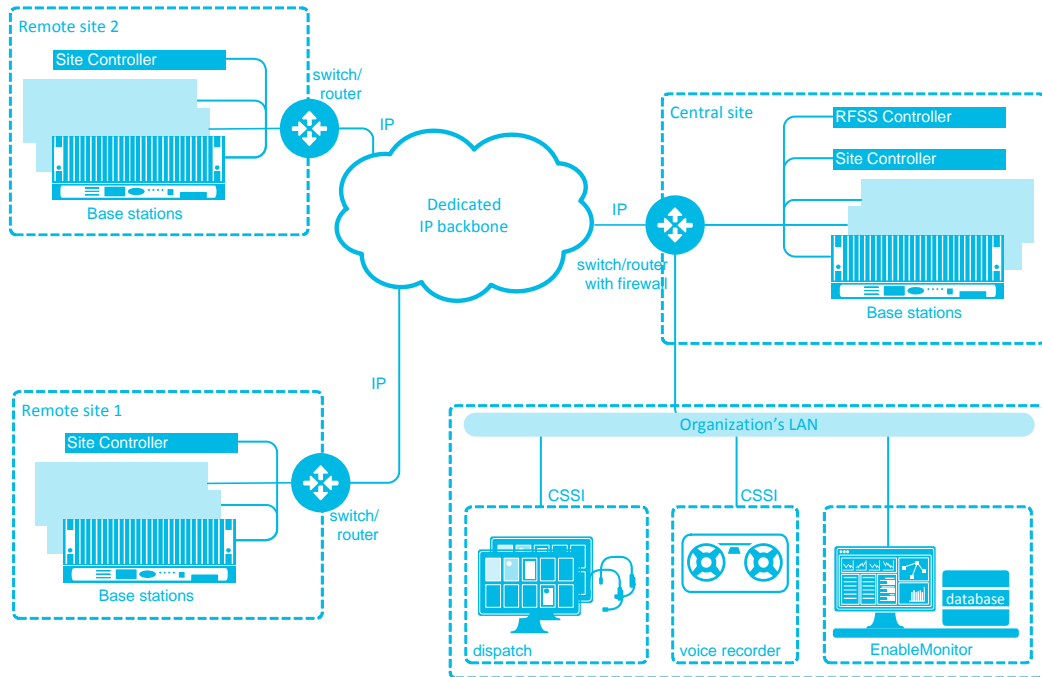 Remote site 2
Site Controller
switch/
router
IP
Base stations
Dedicated
IP backbone
IP
Central site
RFSS Controller
Site Controller
switch/router
with firewall
Base stations
IP
Remote site 1
Site Controller
switch/
router
Base stations
Organization's LAN
CSSI
CSSI
database
dispatch
voice recorder
EnableMonitor